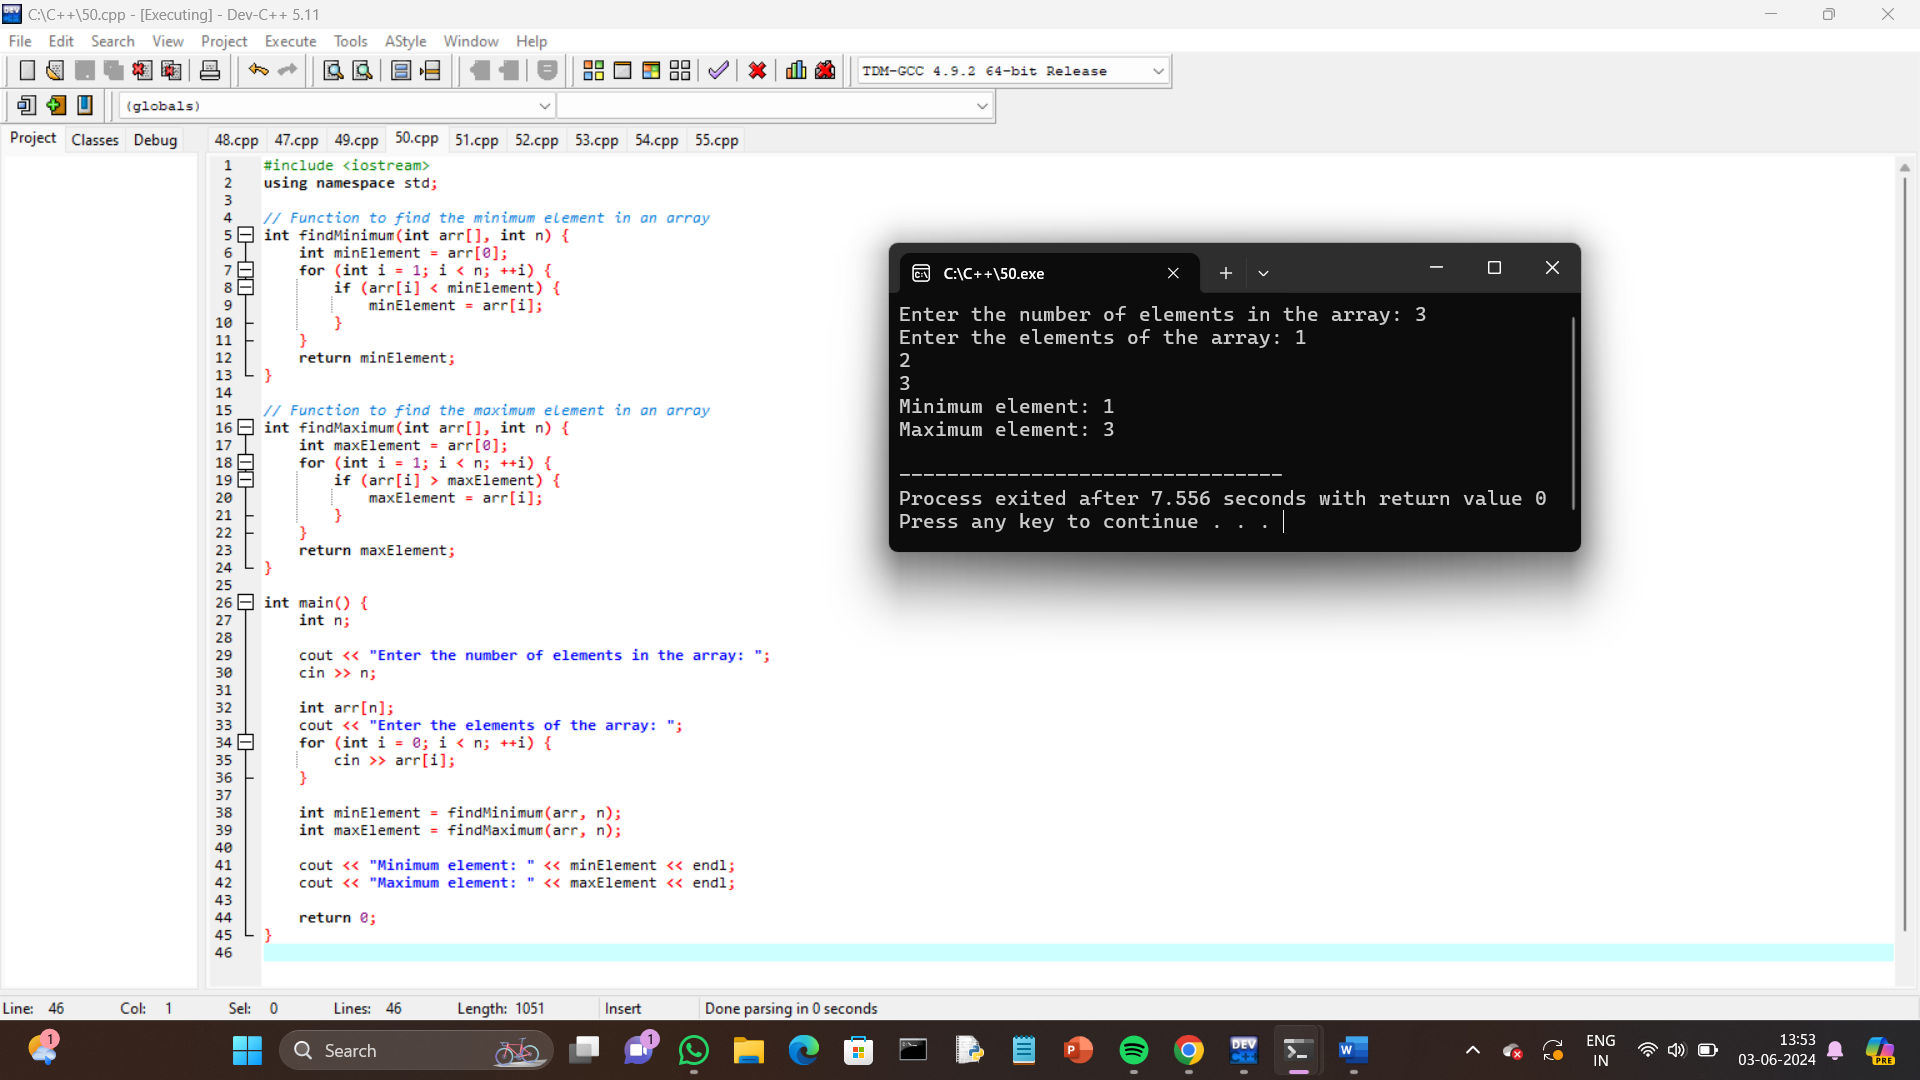 C:\C++\50.cpp - [Executing] - Dev-C++ 5.11
File Edit Search View Project Execute Tools AStyle Window Help
TDM-GCC 4.9.2 64-bit Release
(globals)
Project Classes Debug 48.cpp 47.cpp 49.cpp 50.cpp 51.cpp 52.cpp 53.cpp 54.cpp 55.cpp
1 #include <iostream>
2 using namespace std;
3
4 // Function to find the minimum element in an array
5 int findMinimum(int arr[], int n) {
6 int minElement = arr[0];
7 for (int i = 1; i < n; ++i) {
8 if (arr[i] < minElement) {
9 minElement = arr[i];
10 }
11 }
12 return minElement;
13 }
14
15 // Function to find the maximum element in an array
16 int findMaximum(int arr[], int n) {
17 int maxElement = arr[0];
18 for (int i = 1; i < n; ++i) {
19 if (arr[i] > maxElement) {
20 maxElement = arr[i];
21 }
22 }
23 return maxElement;
24 }
25
26 int main() {
27 int n;
28
29 cout << "Enter the number of elements in the array: ";
30 cin >> n;
31
32 int arr[n];
33 cout << "Enter the elements of the array: ";
34 for (int i = 0; i < n; ++i) {
35 cin >> arr[i];
36 }
37
38 int minElement = findMinimum(arr, n);
39 int maxElement = findMaximum(arr, n);
40
41 cout << "Minimum element: " << minElement << endl;
42 cout << "Maximum element: " << maxElement << endl;
43
44 return 0;
45 }
46
C:\C++\50.exe
Enter the number of elements in the array: 3
Enter the elements of the array: 1
2
3
Minimum element: 1
Maximum element: 3
--------------------------------
Process exited after 7.556 seconds with return value 0
Press any key to continue . . .
Line: 46 Col: 1 Sel: 0 Lines: 46 Length: 1051 Insert Done parsing in 0 seconds
1 Search 1 DEV ENG 13:53
IN 03-06-2024 PRE